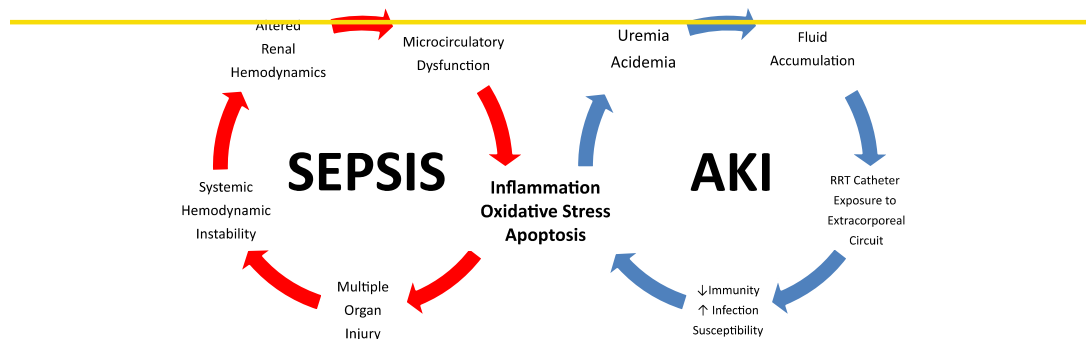 Altered
Renal
Hemodynamics
Microcirculatory
Dysfunction
SEPSIS
Systemic
Hemodynamic
Instability
Multiple
Organ
Injury
Inflammation
Oxidative Stress
Apoptosis
Uremia
Acidemia
Fluid
Accumulation
AKI
RRT Catheter
Exposure to
Extracorporeal
Circuit
↓Immunity
↑ Infection
Susceptibility